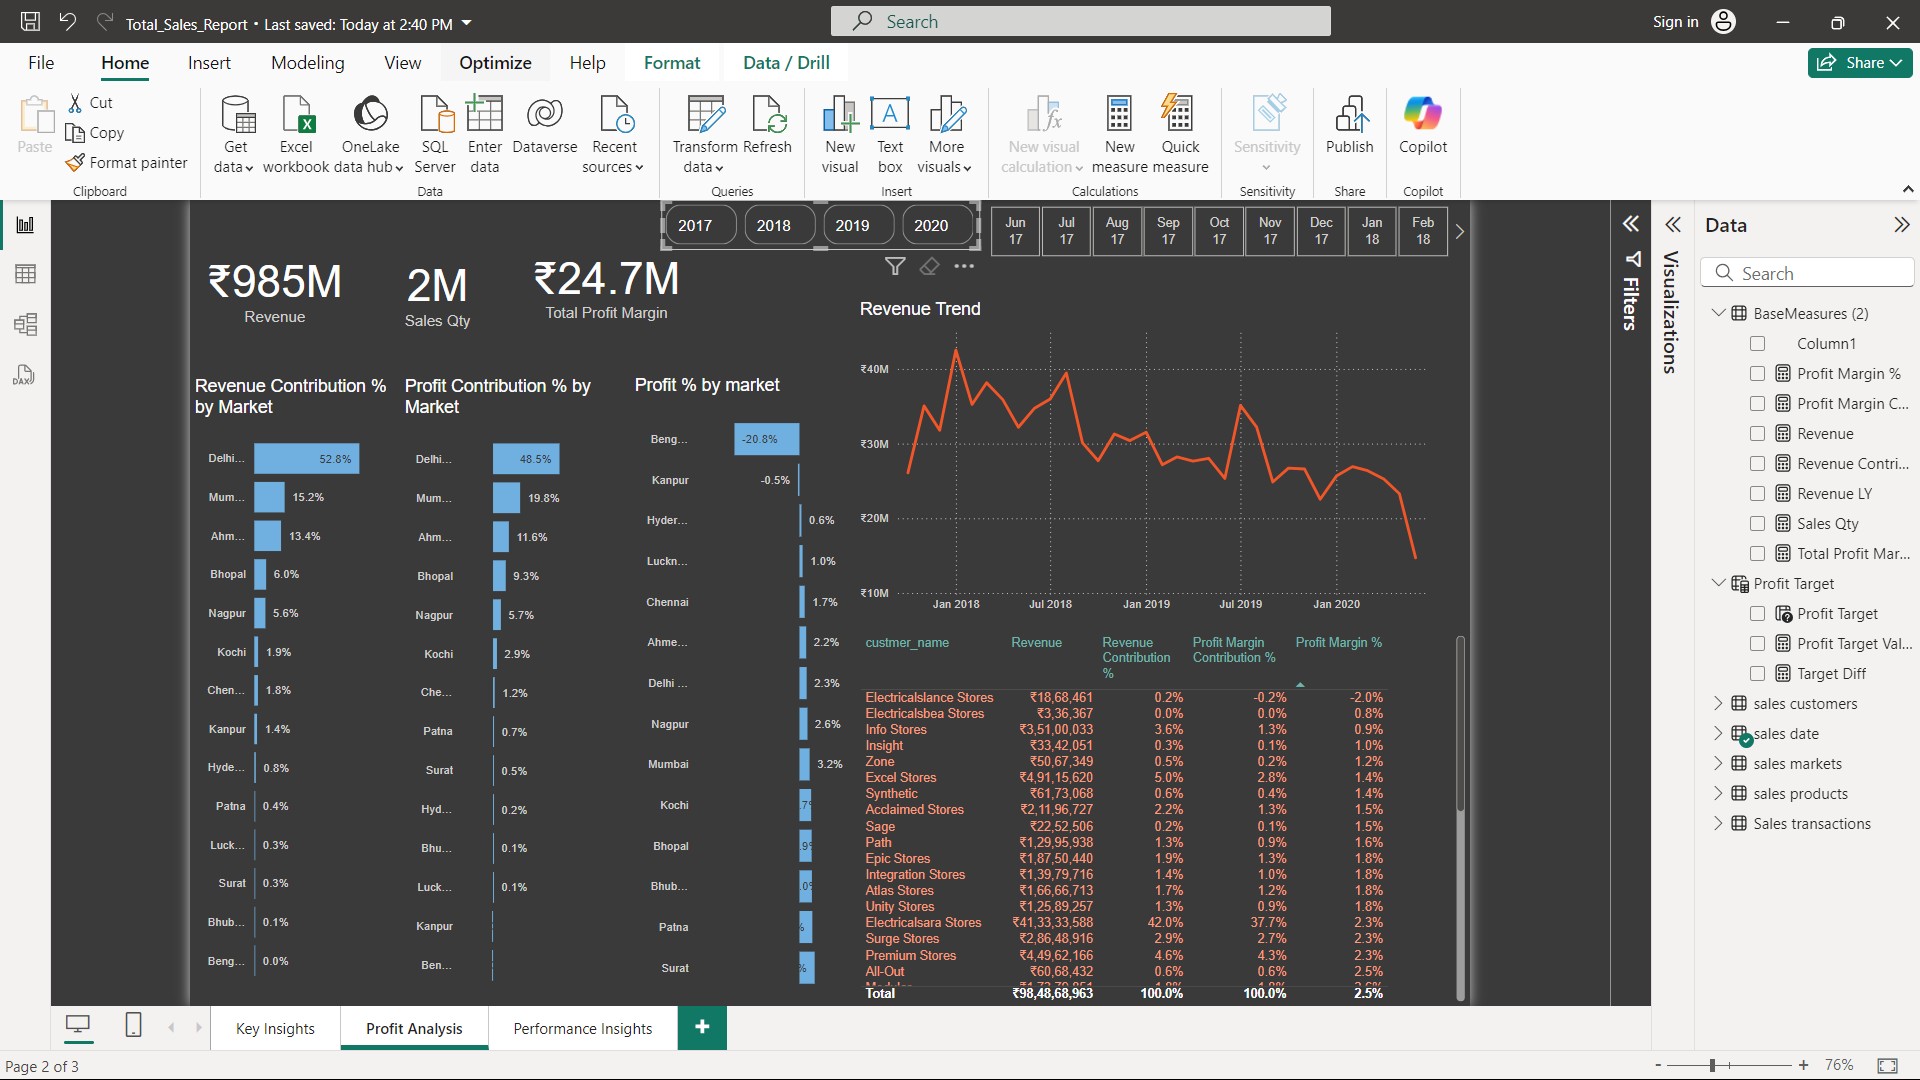 Total_Sales_Report • Last saved: Today at 2:40 PM
Search
Sign in
File
Home
Insert
Modeling
View
Optimize
Help
Format
Data / Drill
Share
Paste
Cut
Copy
Format painter
Clipboard
Get data
Excel workbook
OneLake data hub
SQL Server
Enter data
Dataverse
Recent sources
Data
Transform data
Refresh
Queries
New visual
Text box
More visuals
Insert
New visual calculation
New measure
Quick measure
Calculations
Sensitivity
Sensitivity
Publish
Share
Copilot
Copilot
2017
2018
2019
2020
Jun 17
Jul 17
Aug 17
Sep 17
Oct 17
Nov 17
Dec 17
Jan 18
Feb 18
₹985M
Revenue
2M
Sales Qty
₹24.7M
Total Profit Margin
Revenue Contribution % by Market
Delhi... 52.8%
Mum... 15.2%
Ahm... 13.4%
Bhopal 6.0%
Nagpur 5.6%
Kochi 1.9%
Chen... 1.8%
Kanpur 1.4%
Hyde... 0.8%
Patna 0.4%
Luck... 0.3%
Surat 0.3%
Bhub... 0.1%
Beng... 0.0%
Profit Contribution % by Market
Delhi... 48.5%
Mum... 19.8%
Ahm... 11.6%
Bhopal 9.3%
Nagpur 5.7%
Kochi 2.9%
Che... 1.2%
Patna 0.7%
Surat 0.5%
Hyd... 0.2%
Bhu... 0.1%
Luck... 0.1%
Kanpur
Ben...
Profit % by market
Beng... -20.8%
Kanpur -0.5%
Hyder... 0.6%
Luckn... 1.0%
Chennai 1.7%
Ahme... 2.2%
Delhi ... 2.3%
Nagpur 2.6%
Mumbai 3.2%
Kochi
Bhopal
Bhub...
Patna
Surat
Revenue Trend
₹40M
₹30M
₹20M
₹10M
Jan 2018
Jul 2018
Jan 2019
Jul 2019
Jan 2020
custmer_name Revenue Revenue Contribution % Profit Margin Contribution % Profit Margin %
Electricalslance Stores ₹18,68,461 0.2% -0.2% -2.0%
Electricalsbea Stores ₹3,36,367 0.0% 0.0% 0.8%
Info Stores ₹3,51,00,033 3.6% 1.3% 0.9%
Insight ₹33,42,051 0.3% 0.1% 1.0%
Zone ₹50,67,349 0.5% 0.2% 1.2%
Excel Stores ₹4,91,15,620 5.0% 2.8% 1.4%
Synthetic ₹61,73,068 0.6% 0.4% 1.4%
Acclaimed Stores ₹2,11,96,727 2.2% 1.3% 1.5%
Sage ₹22,52,506 0.2% 0.1% 1.5%
Path ₹1,29,95,938 1.3% 0.9% 1.6%
Epic Stores ₹1,87,50,440 1.9% 1.3% 1.8%
Integration Stores ₹1,39,79,716 1.4% 1.0% 1.8%
Atlas Stores ₹1,66,66,713 1.7% 1.2% 1.8%
Unity Stores ₹1,25,89,257 1.3% 0.9% 1.8%
Electricalsara Stores ₹41,33,33,588 42.0% 37.7% 2.3%
Surge Stores ₹2,86,48,916 2.9% 2.7% 2.3%
Premium Stores ₹4,49,62,166 4.6% 4.3% 2.3%
All-Out ₹60,68,432 0.6% 0.6% 2.5%
Total ₹98,48,68,963 100.0% 100.0% 2.5%
Filters
Visualizations
Data
Search
BaseMeasures (2)
Column1
Profit Margin %
Profit Margin C...
Revenue
Revenue Contri...
Revenue LY
Sales Qty
Total Profit Mar...
Profit Target
Profit Target
Profit Target Val...
Target Diff
sales customers
sales date
sales markets
sales products
Sales transactions
DAX
Key Insights
Profit Analysis
Performance Insights
+
Page 2 of 3
- + 76%